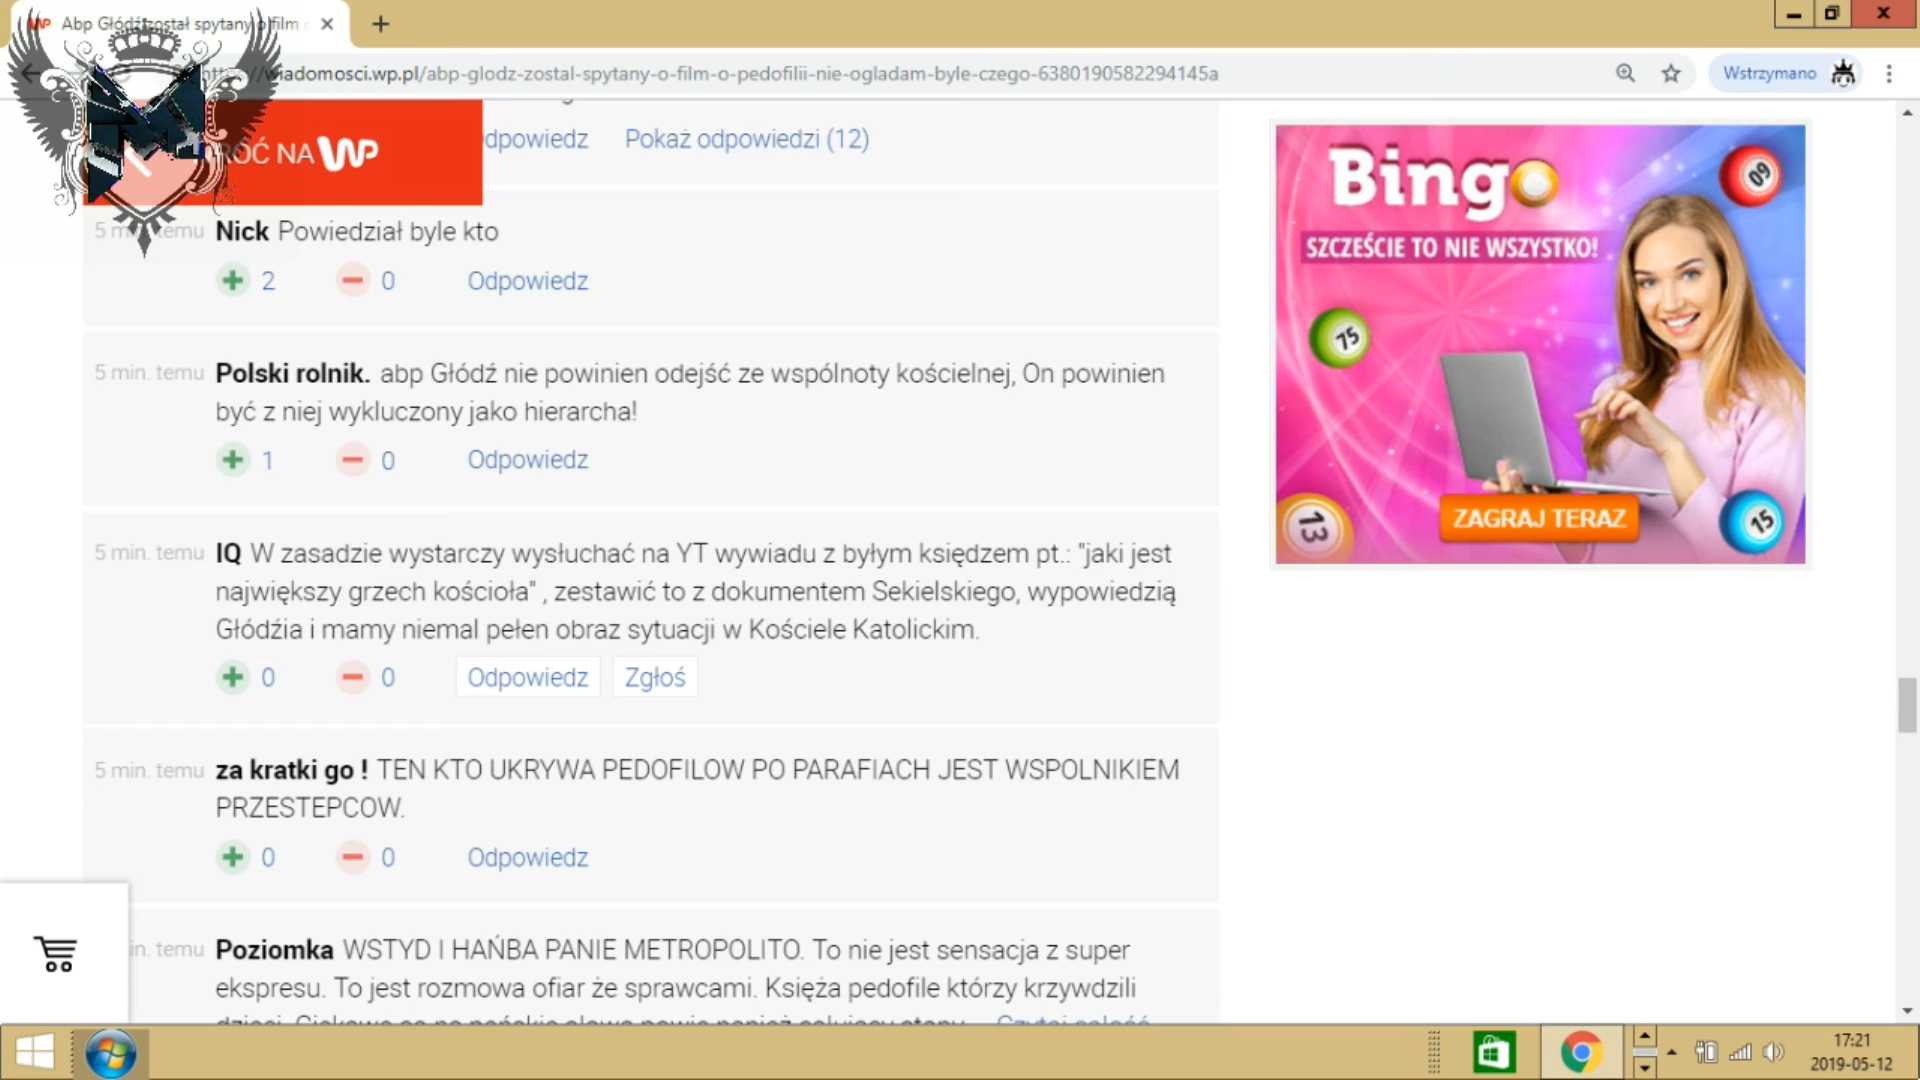 Abp Głódź został spytany o film
Wstrzymano
wiadomosci.wp.pl/abp-glodz-zostal-spytany-o-film-o-pedofilii-nie-ogladam-byle-czego-6380190582294145a
RÓĆ NA WP
dpowiedz Pokaż odpowiedzi (12)
temu Nick Powiedział byle kto
2 0 Odpowiedz
5 min. temu Polski rolnik. abp Głódź nie powinien odejść ze wspólnoty kościelnej, On powinien
być z niej wykluczony jako hierarcha!
1 0 Odpowiedz
5 min. temu IQ W zasadzie wystarczy wysłuchać na YT wywiadu z byłym księdzem pt.: "jaki jest
największy grzech kościoła" , zestawić to z dokumentem Sekielskiego, wypowiedzią
Głódźia i mamy niemal pełen obraz sytuacji w Kościele Katolickim.
0 0 Odpowiedz Zgłoś
5 min. temu za kratki go ! TEN KTO UKRYWA PEDOFILOW PO PARAFIACH JEST WSPOLNIKIEM
PRZESTEPCOW.
0 0 Odpowiedz
in. temu Poziomka WSTYD I HAŃBA PANIE METROPOLITO. To nie jest sensacja z super
ekspresu. To jest rozmowa ofiar że sprawcami. Księża pedofile którzy krzywdzili
Bingo
SZCZEŚCIE TO NIE WSZYSTKO!
09
75
13
15
ZAGRAJ TERAZ
17:21
2019-05-12